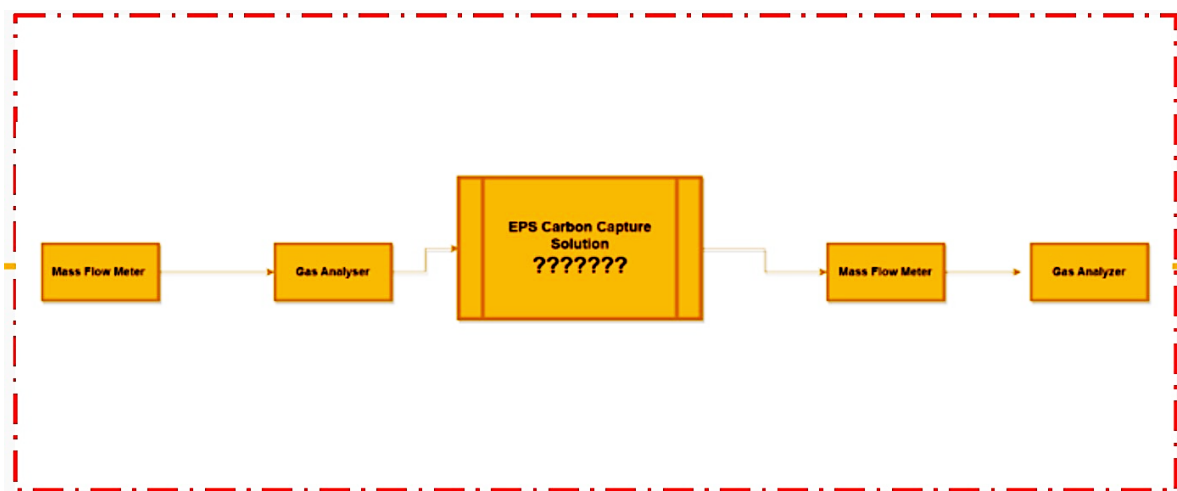 Mass Flow Meter
Gas Analyser
EPS Carbon Capture
Solution
???????
Mass Flow Meter
Gas Analyzer